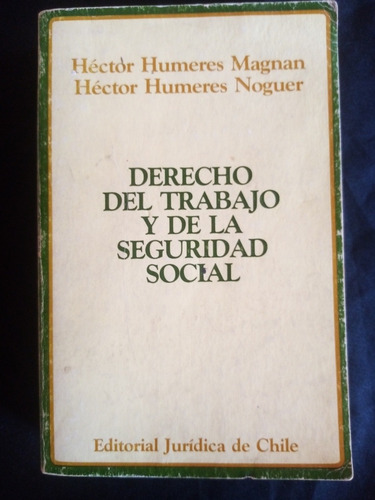 Héctor Humeres Magnan
Héctor Humeres Noguer
DERECHO
DEL TRABAJO
Y DE LA
SEGURIDAD
SOCIAL
Editorial Jurídica de Chile